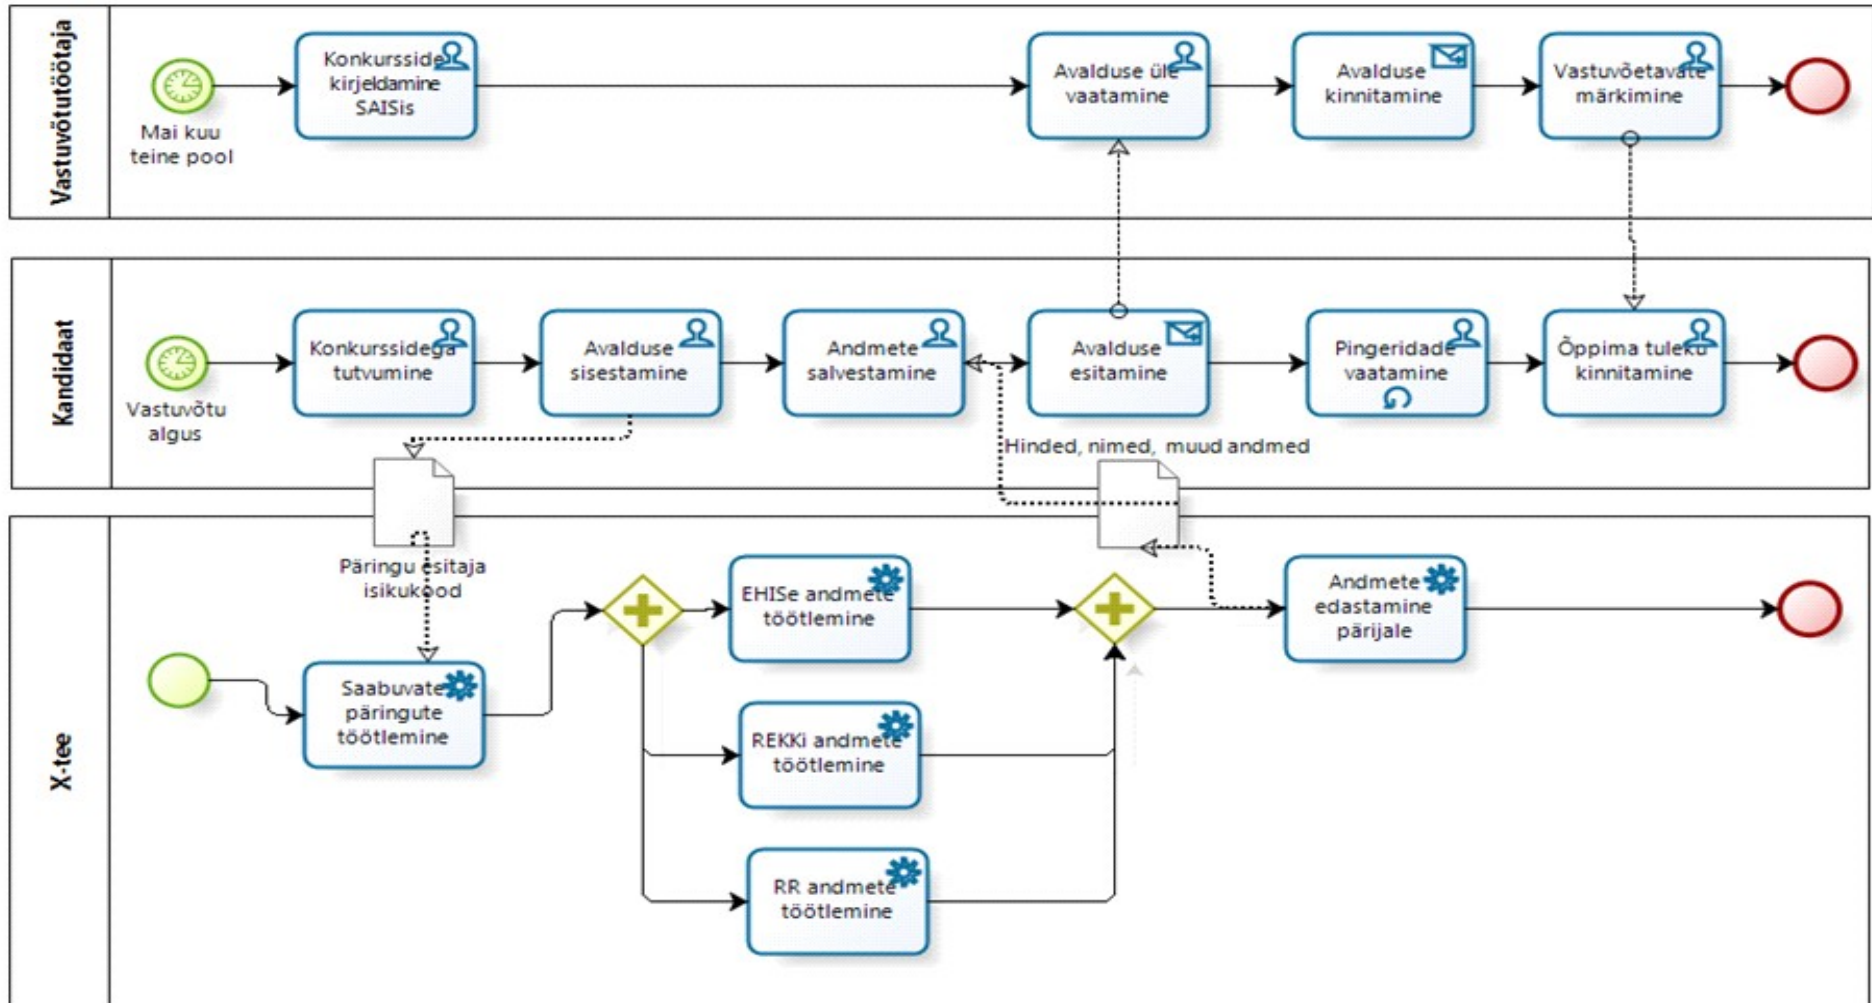 Vastuvõtutöötaja
Mai kuu
teine pool
Konkursside
kirjeldamine
SAISis
Avalduse üle
vaatamine
Avalduse
kinnitamine
Vastuvõetavate
märkimine
Kandidaat
Vastuvõtu
algus
Konkurssidega
tutvumine
Avalduse
sisestamine
Andmete
salvestamine
Avalduse
esitamine
Pingeridade
vaatamine
Õppima tuleku
kinnitamine
Hinded, nimed, muud andmed
X-tee
Päringu esitaja
isikukood
Saabuvate
päringute
töötlemine
EHISe andmete
töötlemine
REKKi andmete
töötlemine
RR andmete
töötlemine
Andmete
edastamine
pärijale